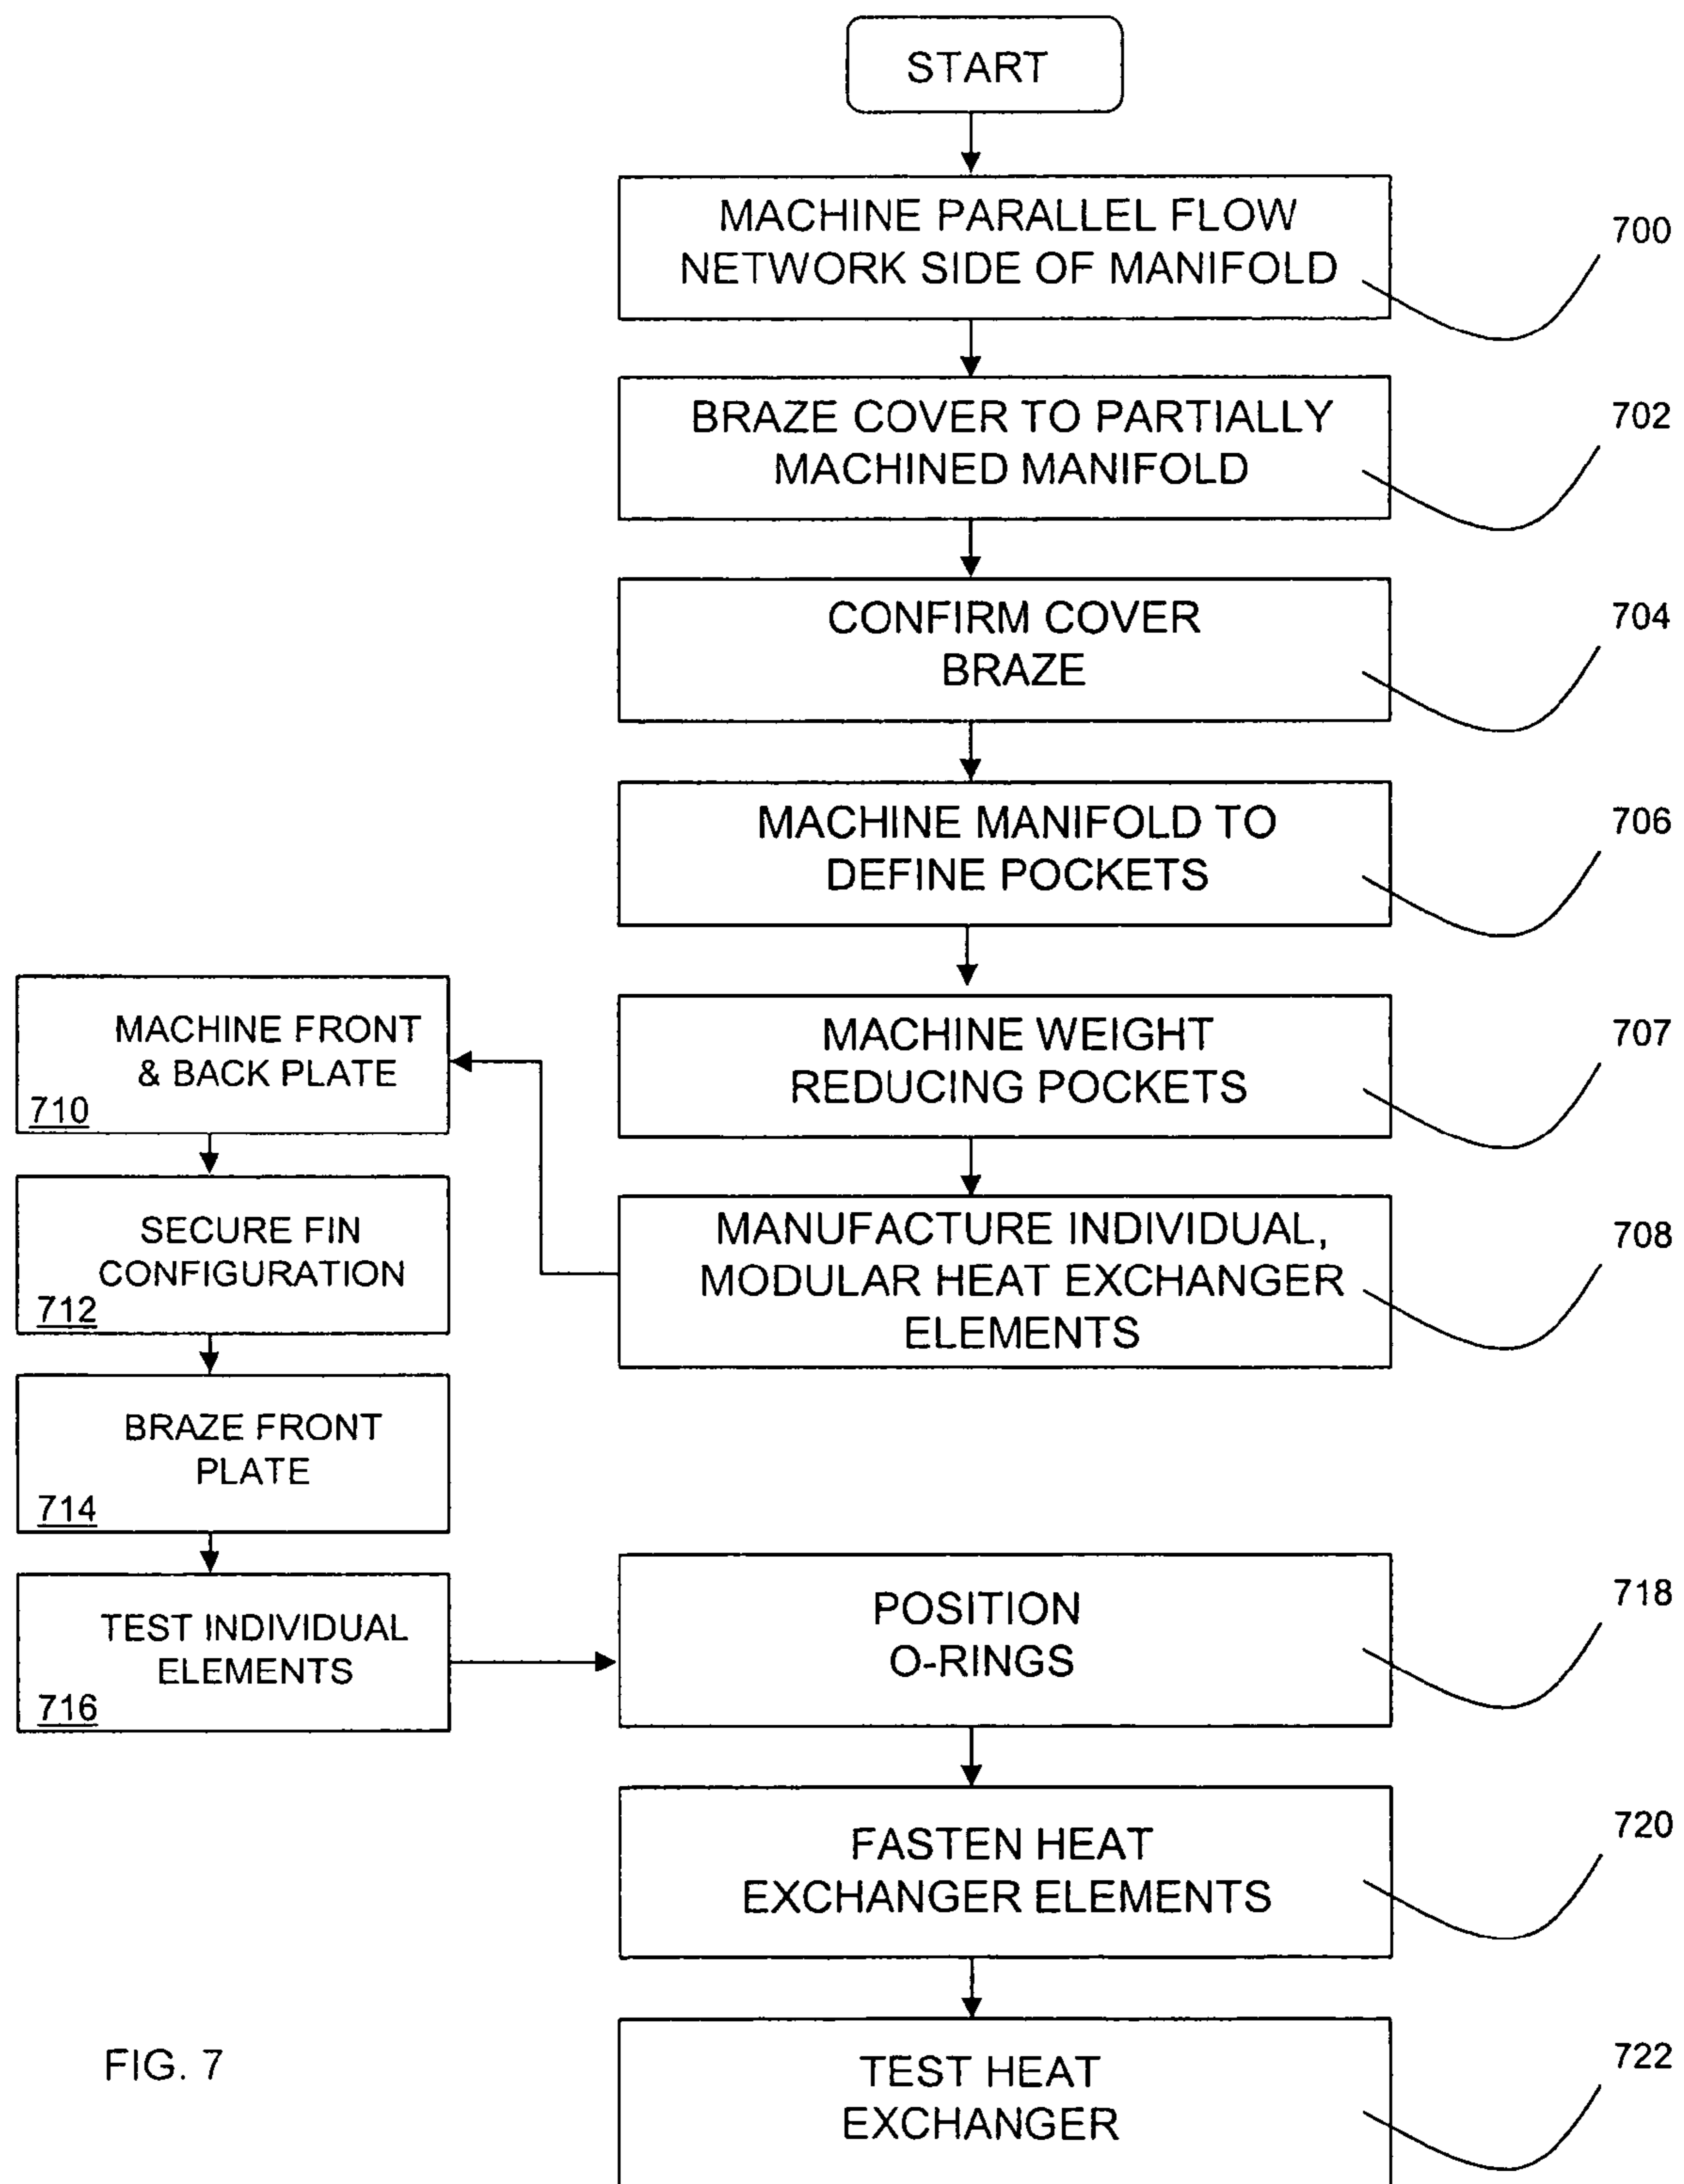 START
MACHINE PARALLEL FLOW
NETWORK SIDE OF MANIFOLD
700
BRAZE COVER TO PARTIALLY
MACHINED MANIFOLD
702
CONFIRM COVER
BRAZE
704
MACHINE MANIFOLD TO
DEFINE POCKETS
706
MACHINE WEIGHT
REDUCING POCKETS
707
MANUFACTURE INDIVIDUAL,
MODULAR HEAT EXCHANGER
ELEMENTS
708
MACHINE FRONT
& BACK PLATE
710
SECURE FIN
CONFIGURATION
712
BRAZE FRONT
PLATE
714
TEST INDIVIDUAL
ELEMENTS
716
POSITION
O-RINGS
718
FASTEN HEAT
EXCHANGER ELEMENTS
720
TEST HEAT
EXCHANGER
722
FIG. 7